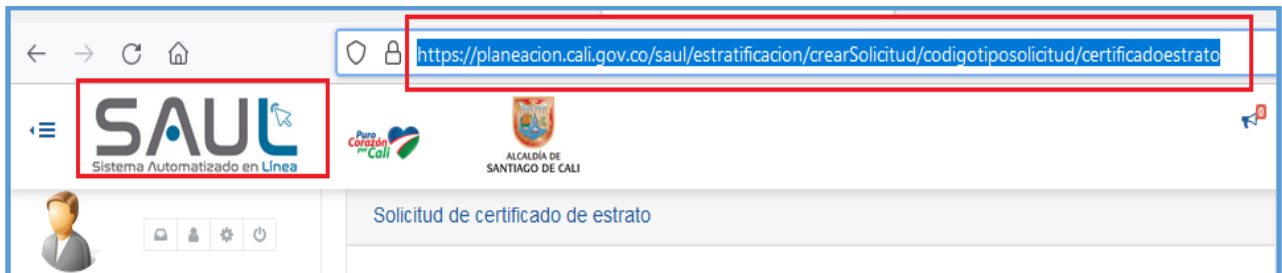 https://planeacion.cali.gov.co/saul/estratificacion/crearSolicitud/codigotiposolicitud/certificadoestrato
SAUL
Sistema Automatizado en Línea
Puro
Corazón
por Cali
ALCALDÍA DE
SANTIAGO DE CALI
0
Solicitud de certificado de estrato